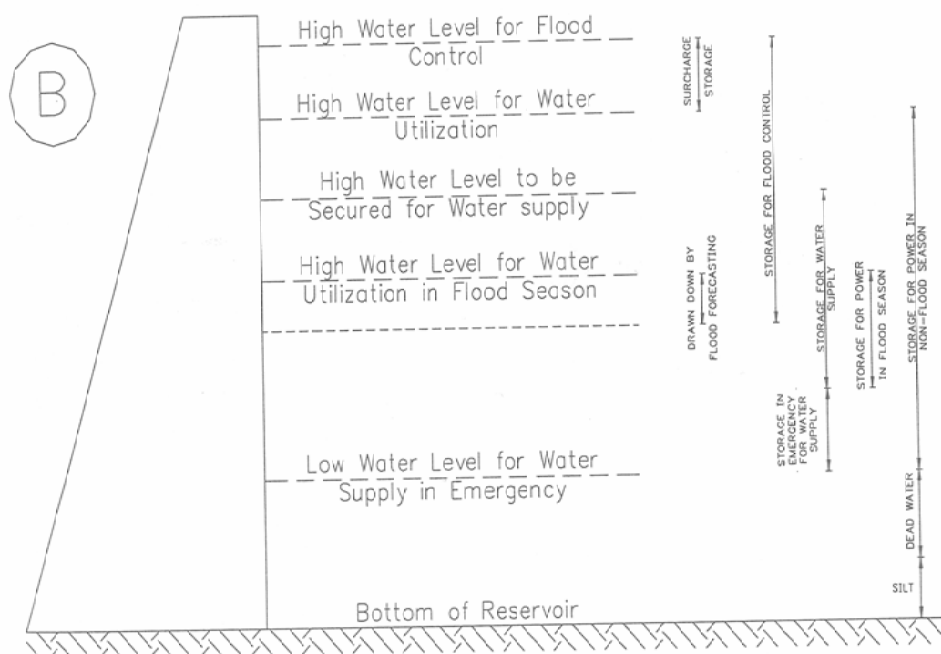 B
High Water Level for Flood
Control
High Water Level for Water
Utilization
High Water Level to be
Secured for Water supply
High Water Level for Water
Utilization in Flood Season
Low Water Level for Water
Supply in Emergency
Bottom of Reservoir
SURCHARGE
STORAGE
DRAWN DOWN BY
FLOOD FORECASTING
STORAGE FOR FLOOD CONTROL
STORAGE FOR WATER
SUPPLY
STORAGE IN
EMERGENCY
FOR WATER
SUPPLY
STORAGE FOR POWER
IN FLOOD SEASON
STORAGE FOR POWER IN
NON-FLOOD SEASON
DEAD WATER
SILT